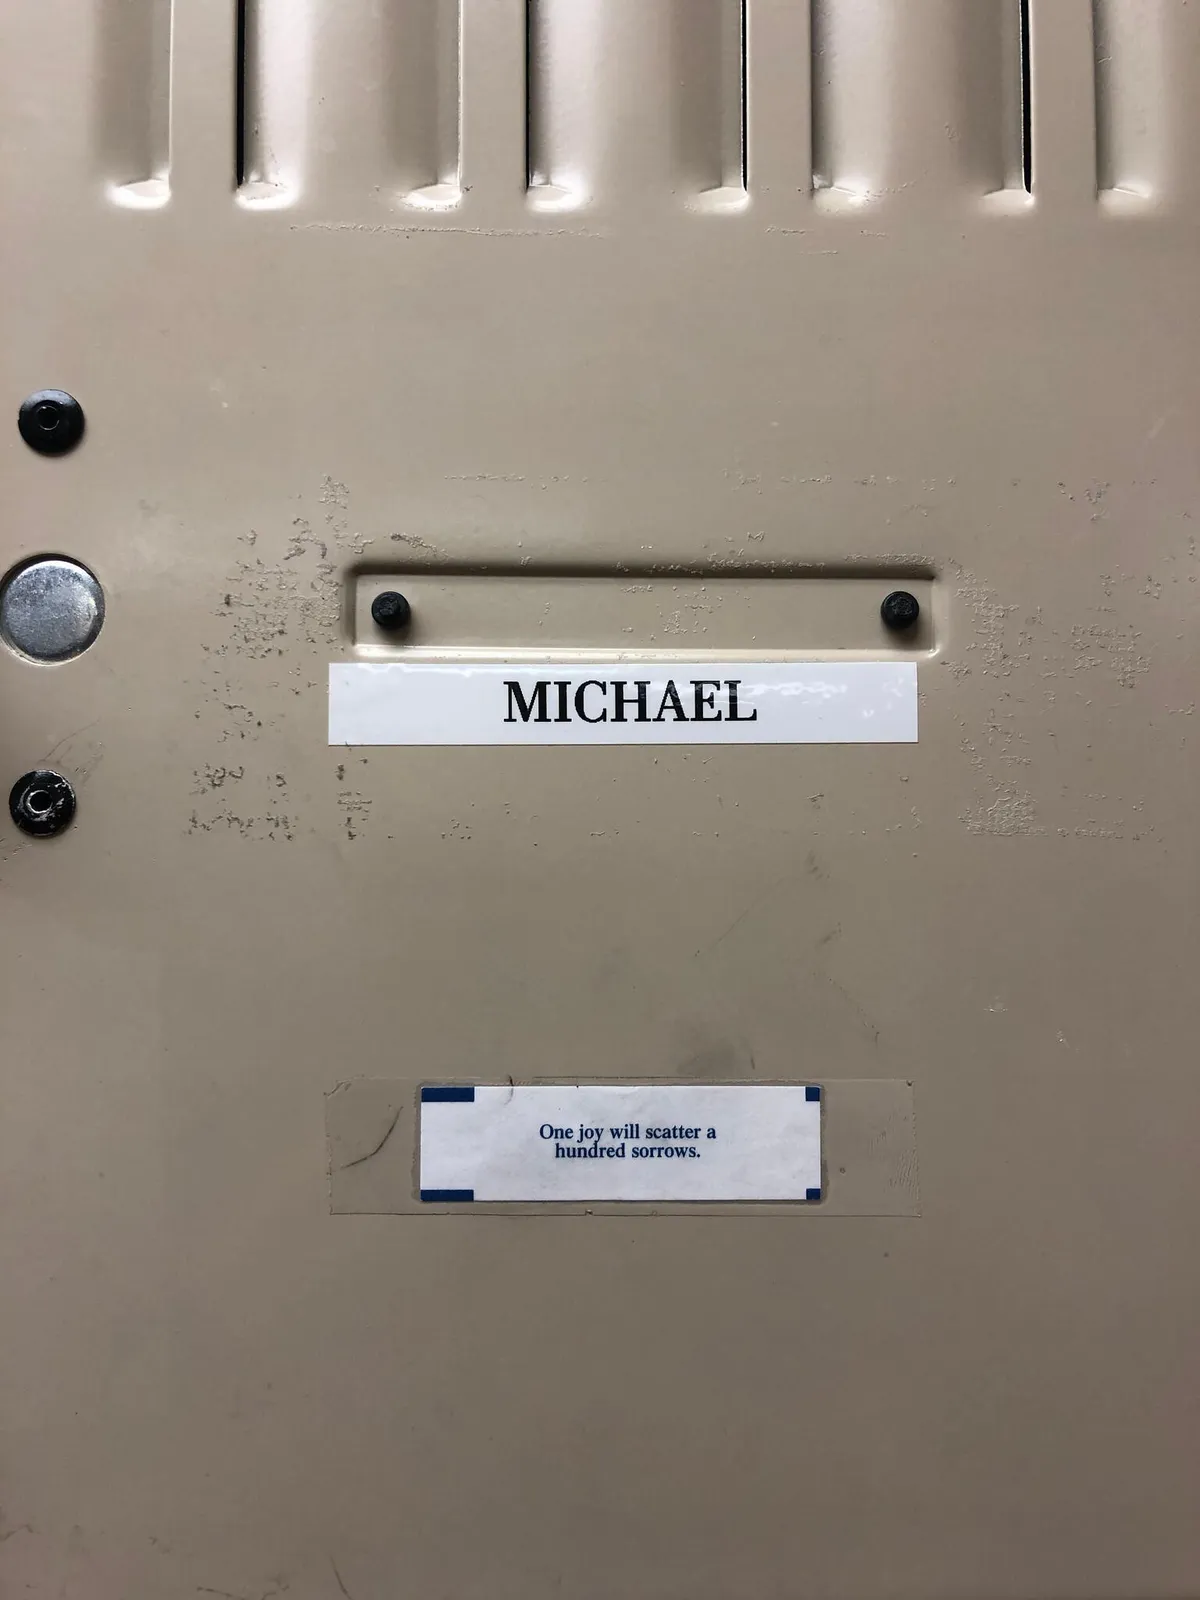 MICHAEL
One joy will scatter a
hundred sorrows.